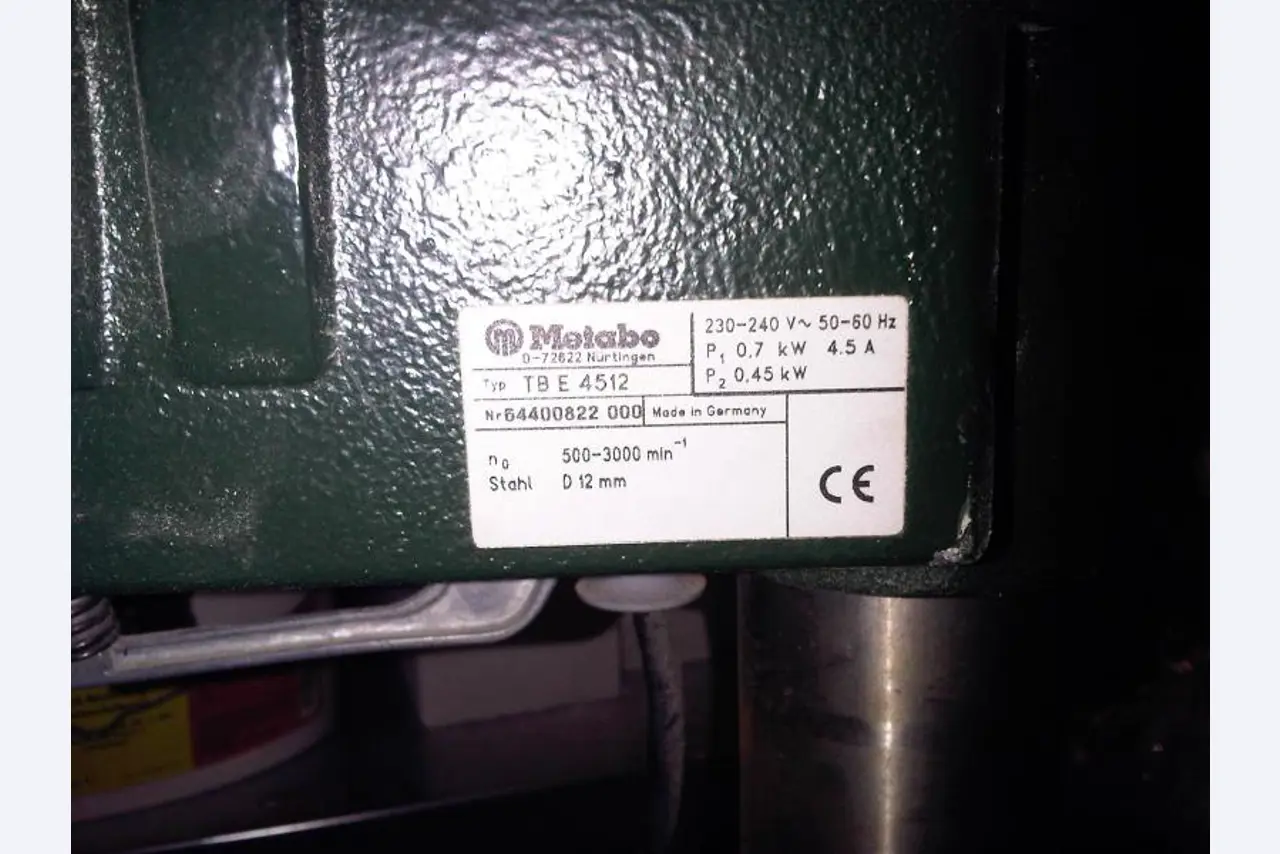 Metabo
D-72622 Nürtingen
230-240 V~ 50-60 Hz
P1 0,7 kW 4.5 A
P2 0,45 kW
Typ TB E 4512
Nr 64400822 000
Made in Germany
n0 500-3000 min⁻¹
Stahl D 12 mm
CE